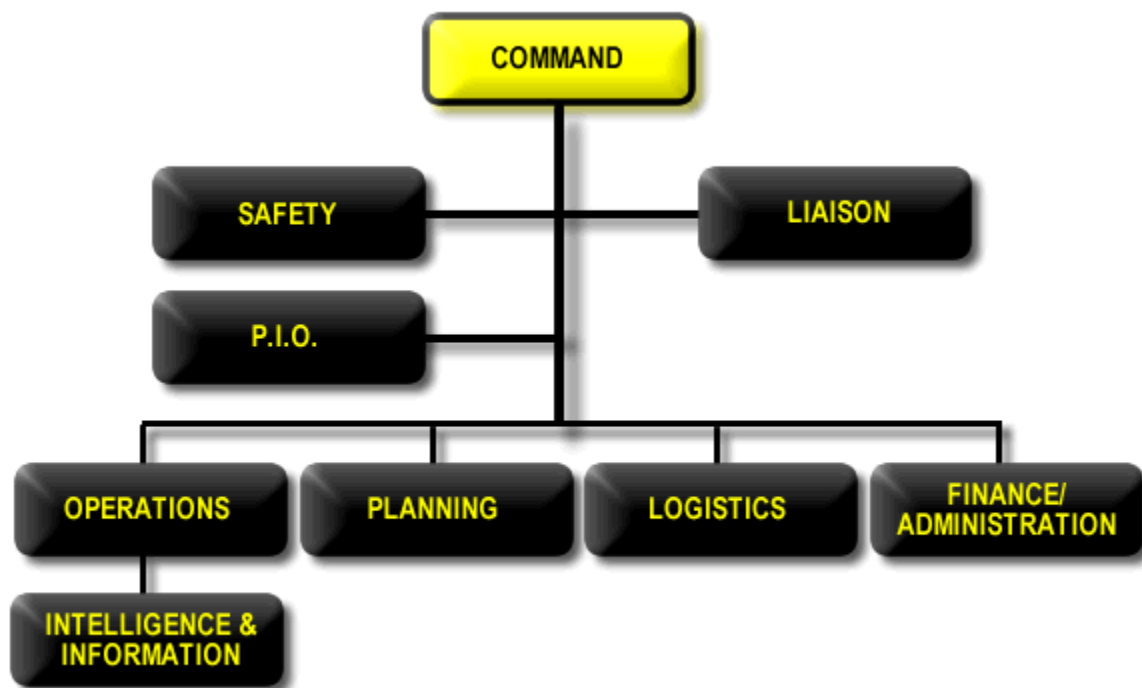 COMMAND
SAFETY
LIAISON
P.I.O.
OPERATIONS
PLANNING
LOGISTICS
FINANCE/
ADMINISTRATION
INTELLIGENCE &
INFORMATION